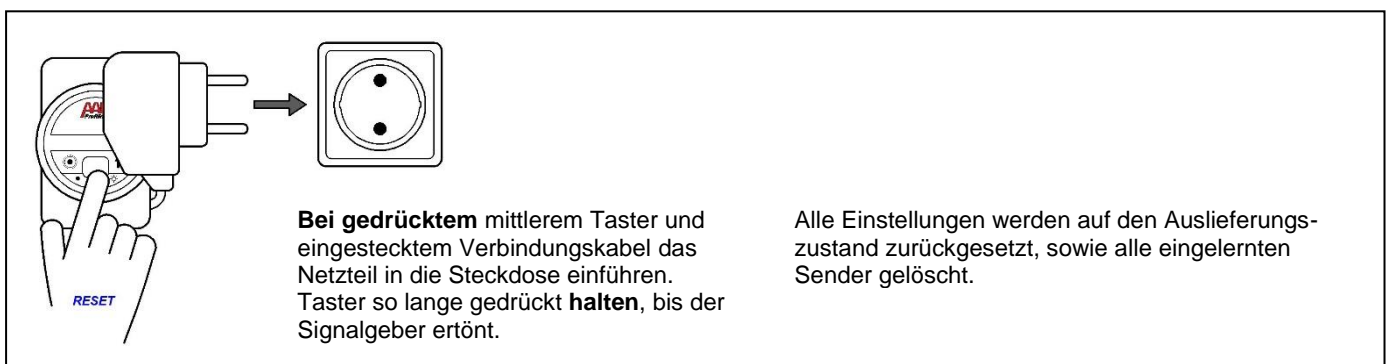 RESET
Bei gedrücktem mittlerem Taster und
eingestecktem Verbindungskabel das
Netzteil in die Steckdose einführen.
Taster so lange gedrückt halten, bis der
Signalgeber ertönt.
Alle Einstellungen werden auf den Auslieferungs-
zustand zurückgesetzt, sowie alle eingelernten
Sender gelöscht.